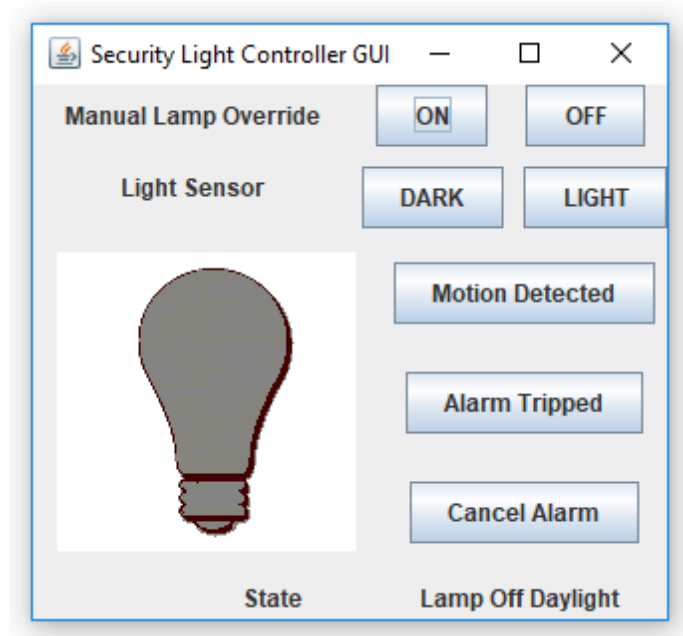 Security Light Controller GUI
Manual Lamp Override ON OFF
Light Sensor DARK LIGHT
Motion Detected
Alarm Tripped
Cancel Alarm
State Lamp Off Daylight